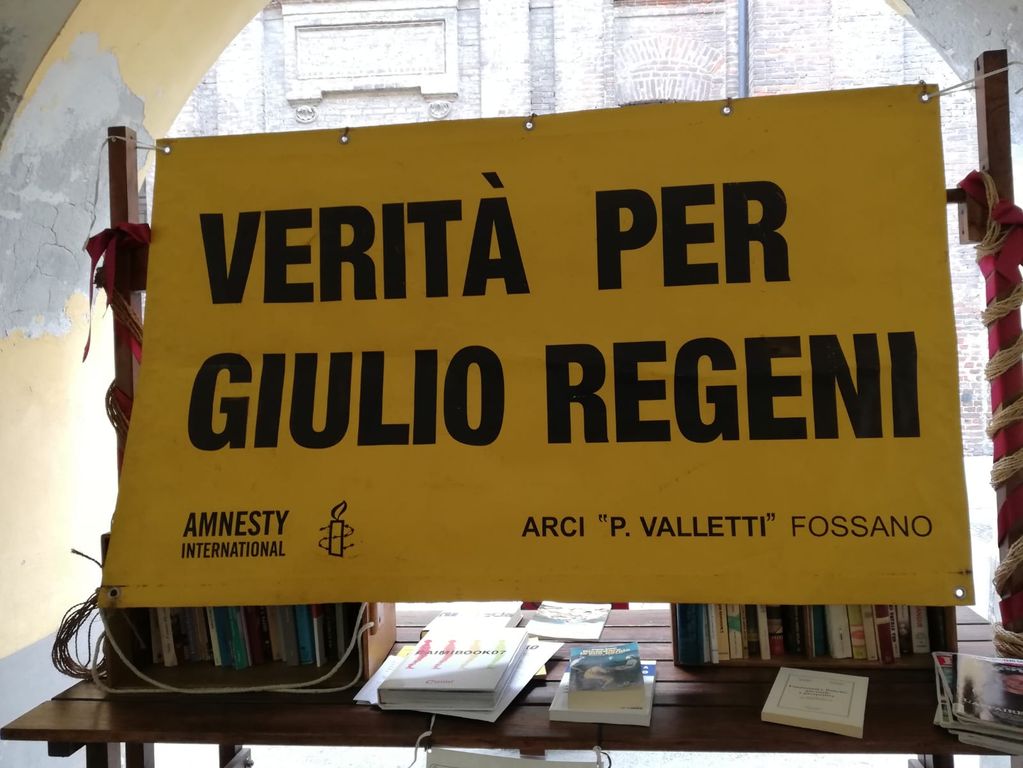 VERITÀ PER
GIULIO REGENI
AMNESTY
INTERNATIONAL
ARCI "P. VALLETTI" FOSSANO